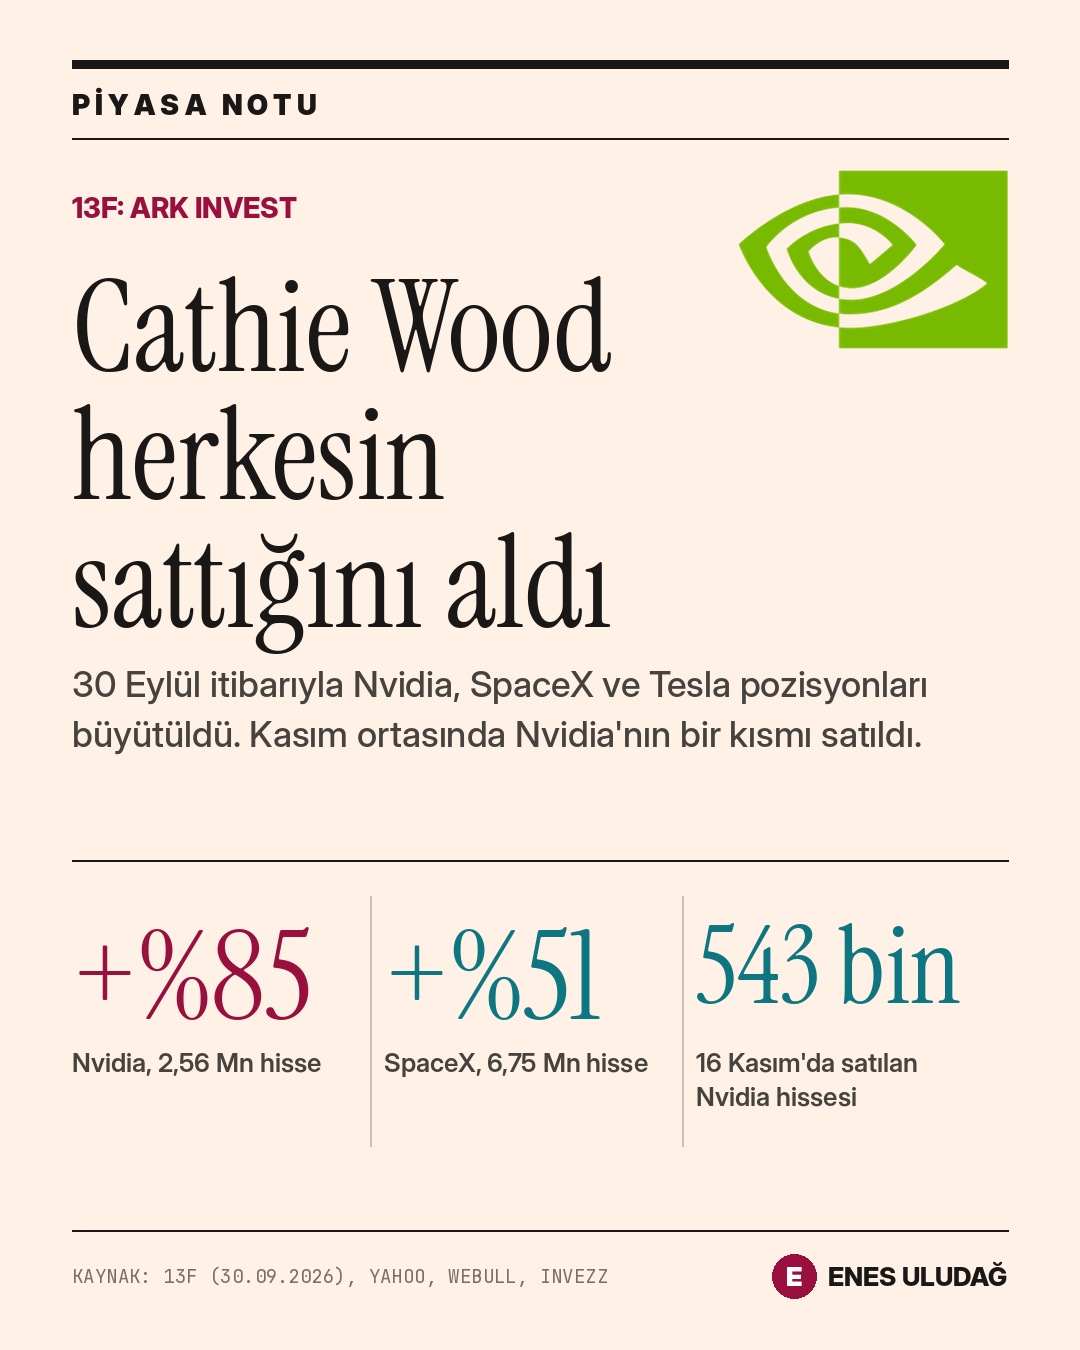 PİYASA NOTU
13F: ARK INVEST
Cathie Wood
herkesin
sattığını aldı
30 Eylül itibarıyla Nvidia, SpaceX ve Tesla pozisyonları
büyütüldü. Kasım ortasında Nvidia'nın bir kısmı satıldı.
+%85
Nvidia, 2,56 Mn hisse
+%51
SpaceX, 6,75 Mn hisse
543 bin
16 Kasım'da satılan
Nvidia hissesi
KAYNAK: 13F (30.09.2026), YAHOO, WEBULL, INVEZZ
E ENES ULUDAĞ